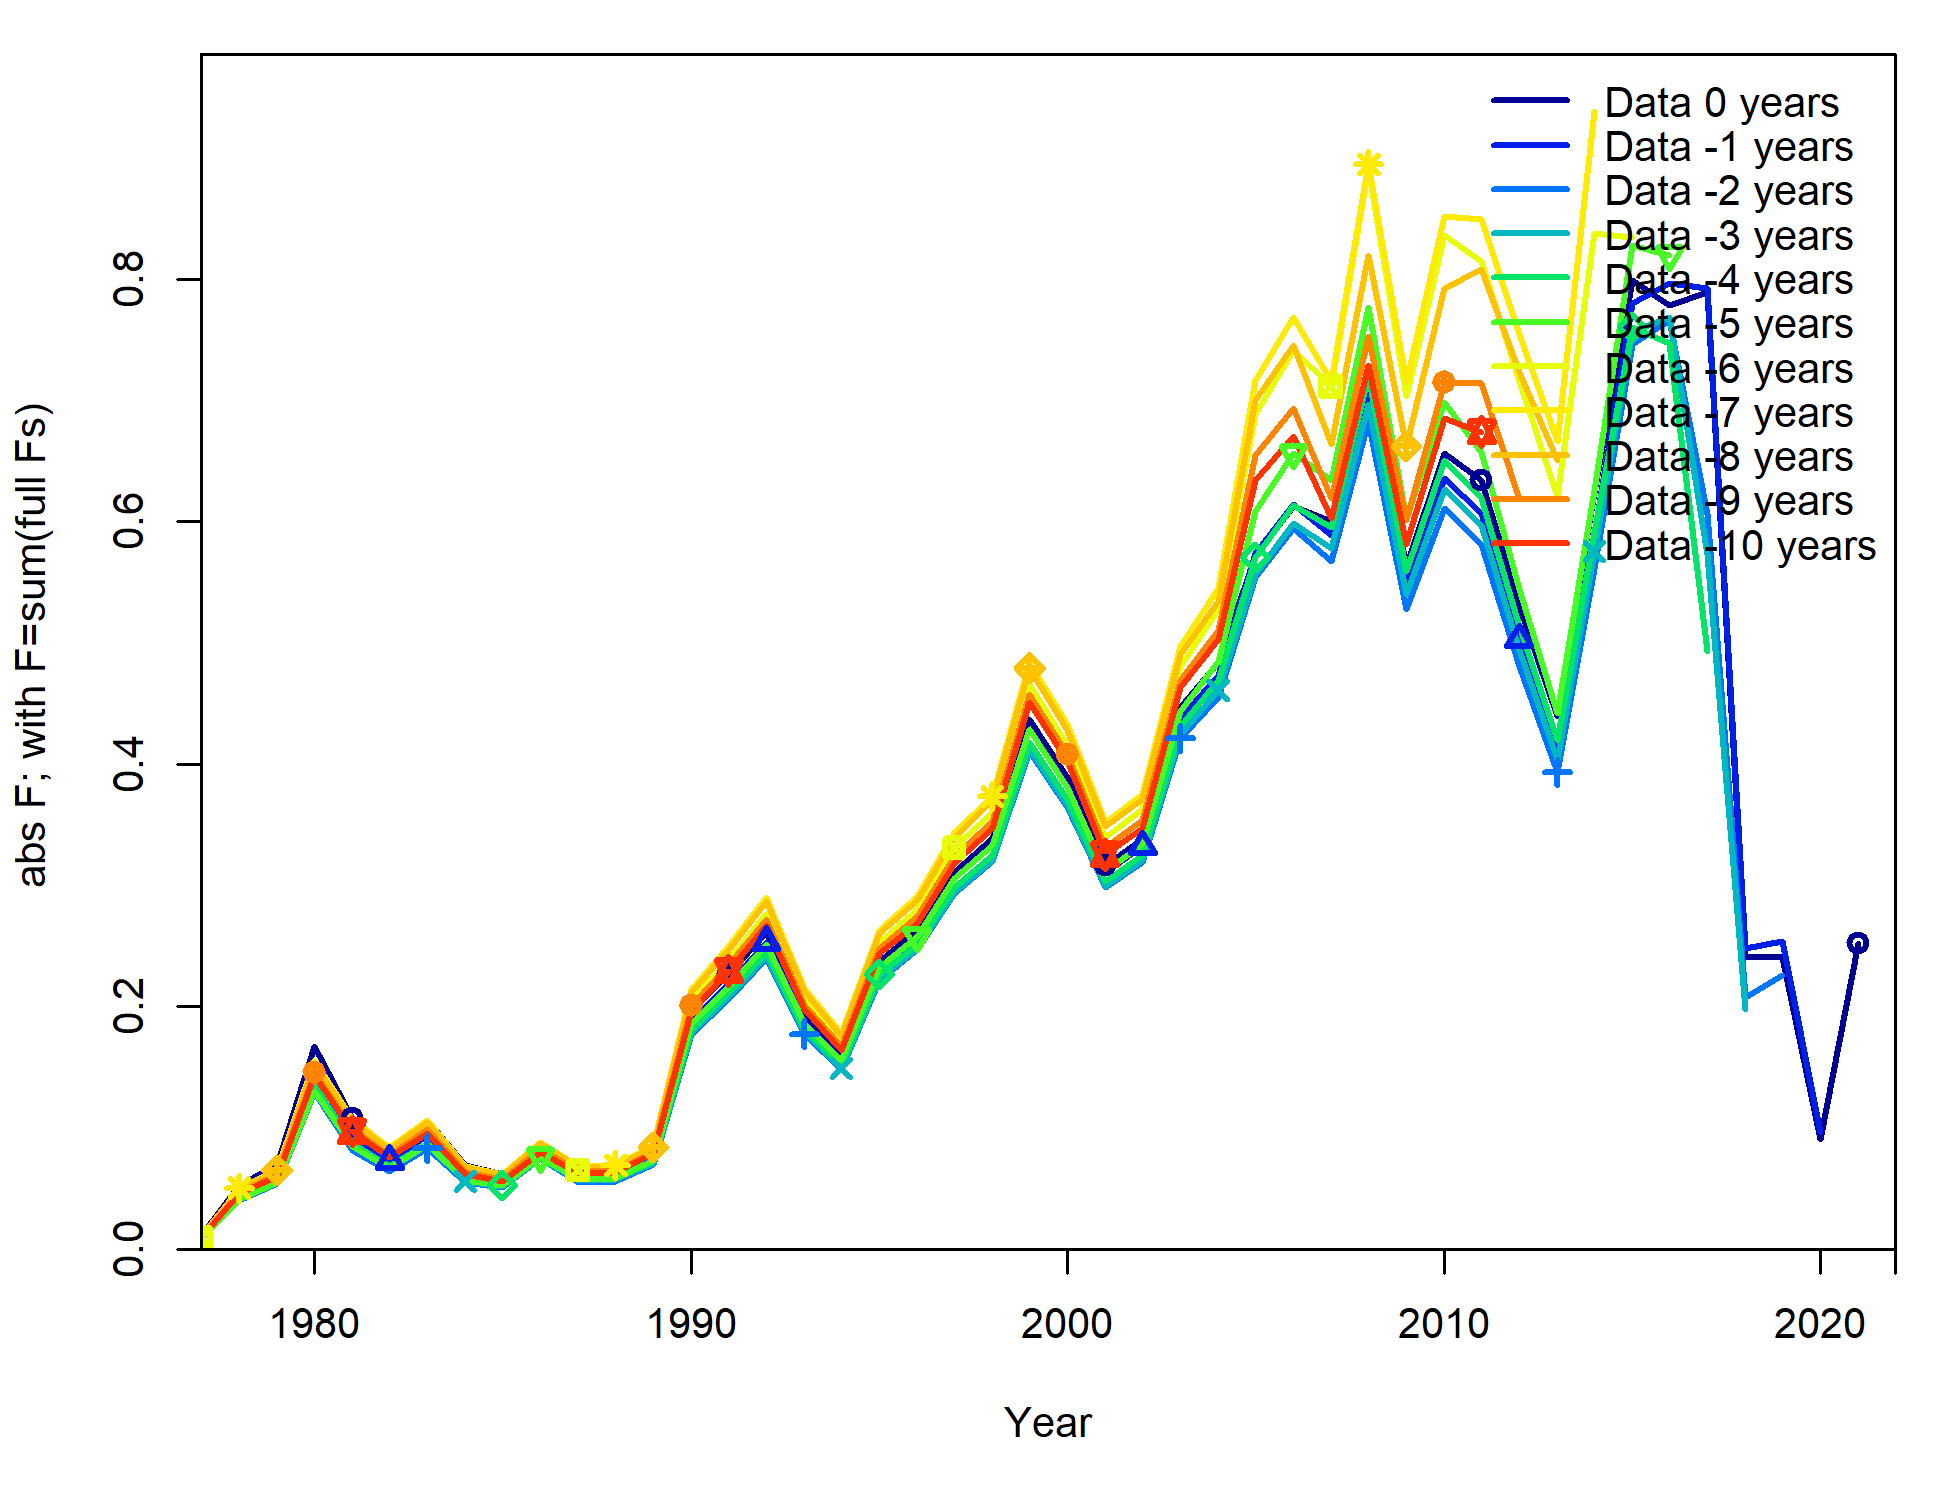 Data 0 years
Data -1 years
Data -2 years
Data -3 years
Data -4 years
Data -5 years
Data -6 years
Data -7 years
Data -8 years
Data -9 years
Data -10 years
abs F; with F=sum(full Fs)
0.8
0.6
0.4
0.2
0.0
1980 1990 2000 2010 2020
Year